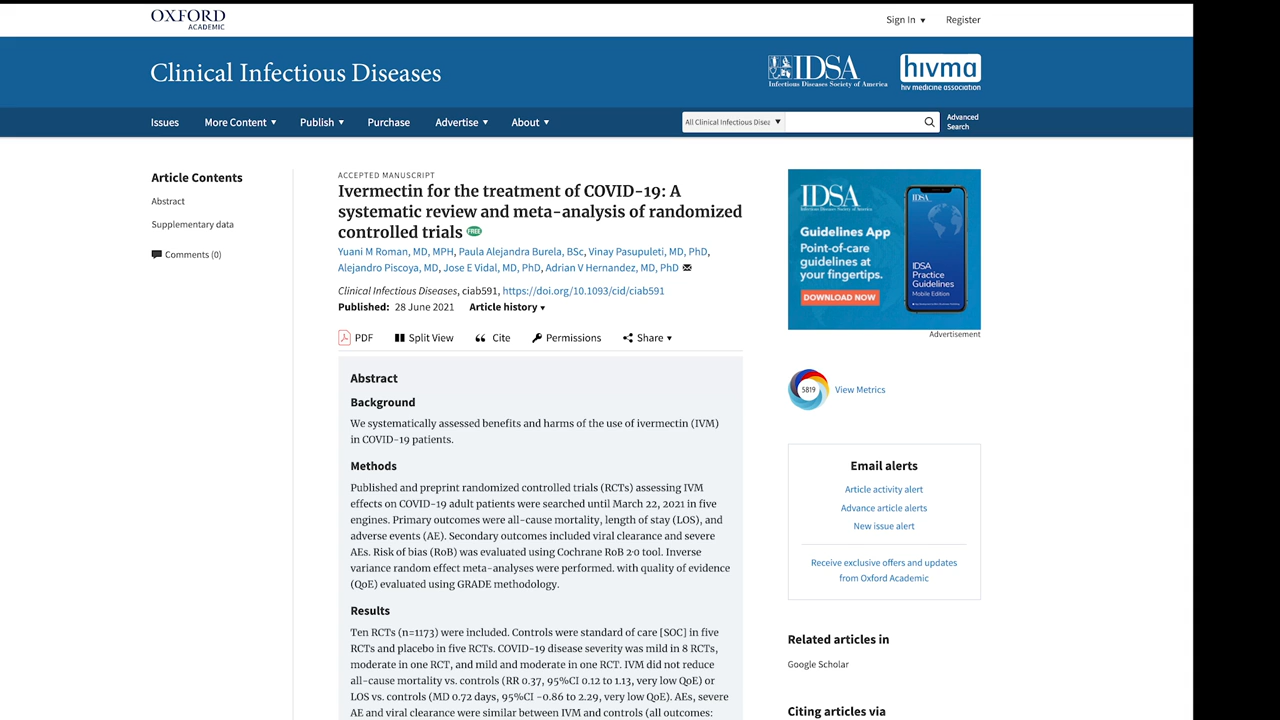 OXFORD
ACADEMIC
Sign In
Register
Clinical Infectious Diseases
IDSA
Infectious Diseases Society of America
hivma
hiv medicine association
Issues
More Content
Publish
Purchase
Advertise
About
All Clinical Infectious Disea
Advanced
Search
Article Contents
Abstract
Supplementary data
Comments (0)
ACCEPTED MANUSCRIPT
Ivermectin for the treatment of COVID-19: A
systematic review and meta-analysis of randomized
controlled trials FREE
Yuani M Roman, MD, MPH, Paula Alejandra Burela, BSc, Vinay Pasupuleti, MD, PhD,
Alejandro Piscoya, MD, Jose E Vidal, MD, PhD, Adrian V Hernandez, MD, PhD
Clinical Infectious Diseases, ciab591, https://doi.org/10.1093/cid/ciab591
Published: 28 June 2021 Article history
PDF
Split View
Cite
Permissions
Share
Abstract
Background
We systematically assessed benefits and harms of the use of ivermectin (IVM)
in COVID-19 patients.
Methods
Published and preprint randomized controlled trials (RCTs) assessing IVM
effects on COVID-19 adult patients were searched until March 22, 2021 in five
engines. Primary outcomes were all-cause mortality, length of stay (LOS), and
adverse events (AE). Secondary outcomes included viral clearance and severe
AEs. Risk of bias (RoB) was evaluated using Cochrane RoB 2·0 tool. Inverse
variance random effect meta-analyses were performed. with quality of evidence
(QoE) evaluated using GRADE methodology.
Results
Ten RCTs (n=1173) were included. Controls were standard of care [SOC] in five
RCTs and placebo in five RCTs. COVID-19 disease severity was mild in 8 RCTs,
moderate in one RCT, and mild and moderate in one RCT. IVM did not reduce
all-cause mortality vs. controls (RR 0.37, 95%CI 0.12 to 1.13, very low QoE) or
LOS vs. controls (MD 0.72 days, 95%CI -0.86 to 2.29, very low QoE). AEs, severe
AE and viral clearance were similar between IVM and controls (all outcomes:
IDSA
Infectious Diseases Society of America
Guidelines App
Point-of-care
guidelines at
your fingertips.
DOWNLOAD NOW
IDSA
IDSA
Practice
Guidelines
Mobile Edition
Advertisement
5819
View Metrics
Email alerts
Article activity alert
Advance article alerts
New issue alert
Receive exclusive offers and updates
from Oxford Academic
Related articles in
Google Scholar
Citing articles via